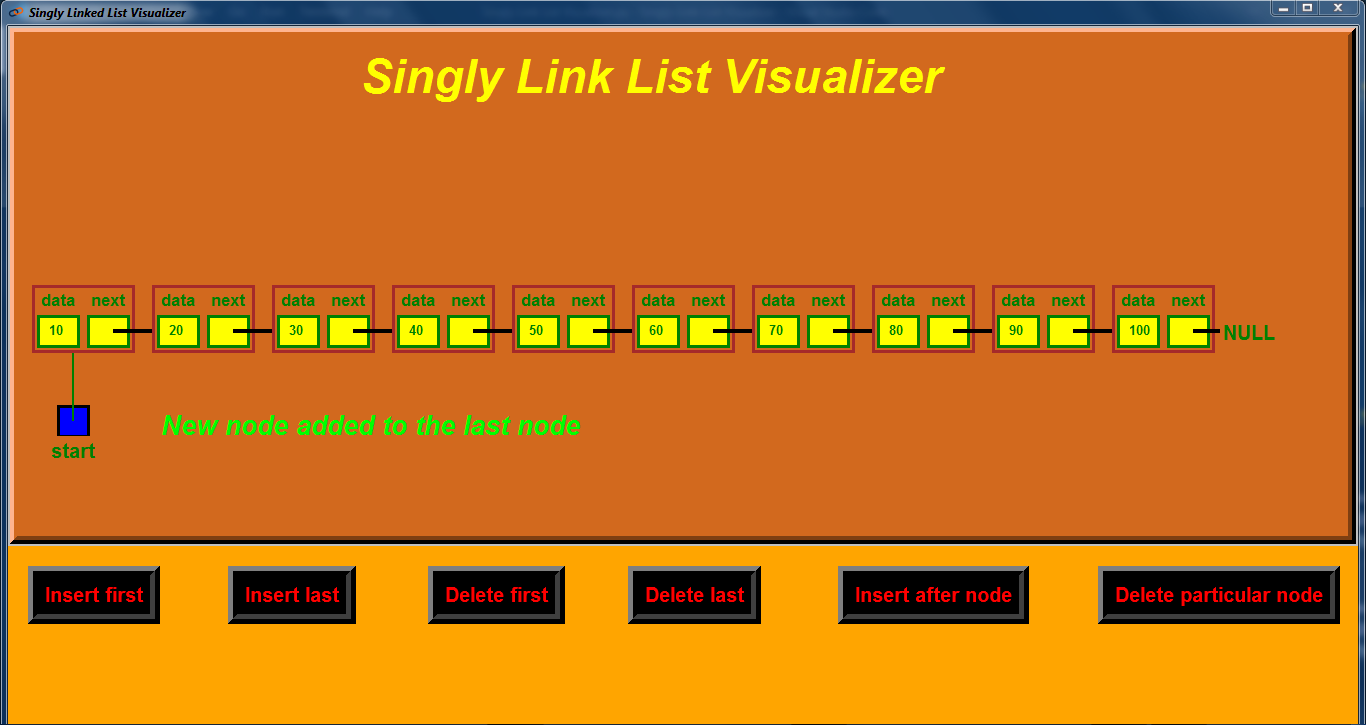 Singly Linked List Visualizer
Singly Link List Visualizer
data next data next data next data next data next data next data next data next data next data next
10 20 30 40 50 60 70 80 90 100 NULL
New node added to the last node
start
Insert first Insert last Delete first Delete last Insert after node Delete particular node